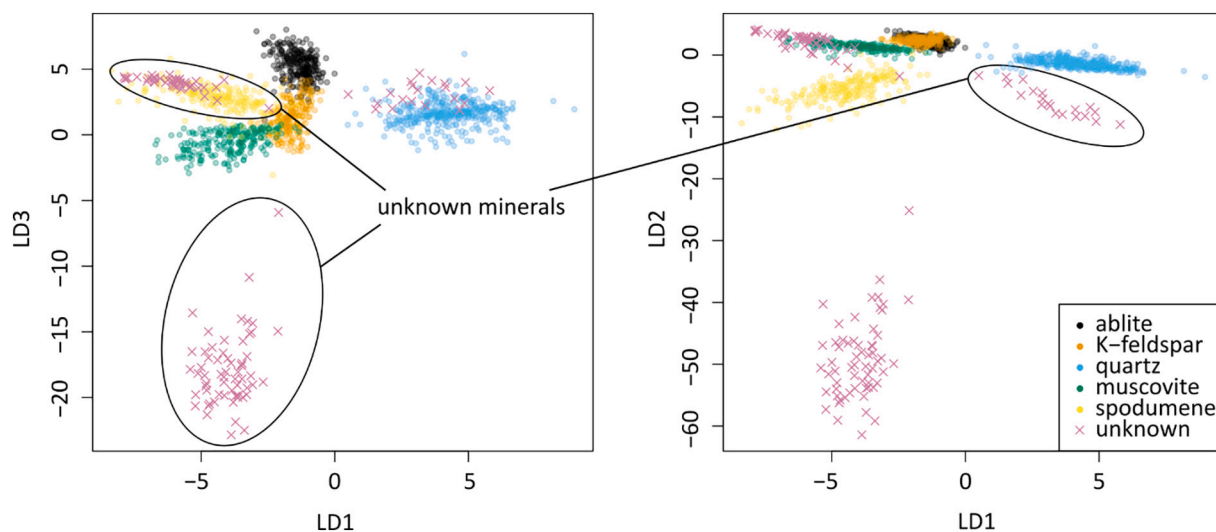 5
0
−5
−10
−15
−20
LD3
−5
0
5
LD1
unknown minerals
0
−10
−20
−30
−40
−50
−60
LD2
−5
0
5
LD1
ablite
K−feldspar
quartz
muscovite
spodumene
unknown